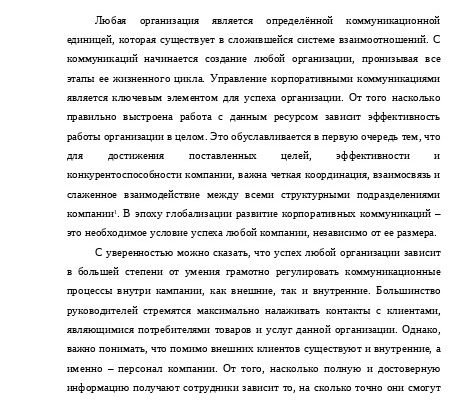 Любая организация является определённой коммуникационной
единицей, которая существует в сложившейся системе взаимоотношений. С
коммуникаций начинается создание любой организации, пронизывая все
этапы ее жизненного цикла. Управление корпоративными коммуникациями
является ключевым элементом для успеха организации. От того насколько
правильно выстроена работа с данным ресурсом зависит эффективность
работы организации в целом. Это обуславливается в первую очередь тем, что
для достижения поставленных целей, эффективности и
конкурентоспособности компании, важна четкая координация, взаимосвязь и
слаженное взаимодействие между всеми структурными подразделениями
компании¹. В эпоху глобализации развитие корпоративных коммуникаций –
это необходимое условие успеха любой компании, независимо от ее размера.
С уверенностью можно сказать, что успех любой организации зависит
в большей степени от умения грамотно регулировать коммуникационные
процессы внутри кампании, как внешние, так и внутренние. Большинство
руководителей стремятся максимально налаживать контакты с клиентами,
являющимися потребителями товаров и услуг данной организации. Однако,
важно понимать, что помимо внешних клиентов существуют и внутренние, а
именно – персонал компании. От того, насколько полную и достоверную
информацию получают сотрудники зависит то, на сколько точно они смогут